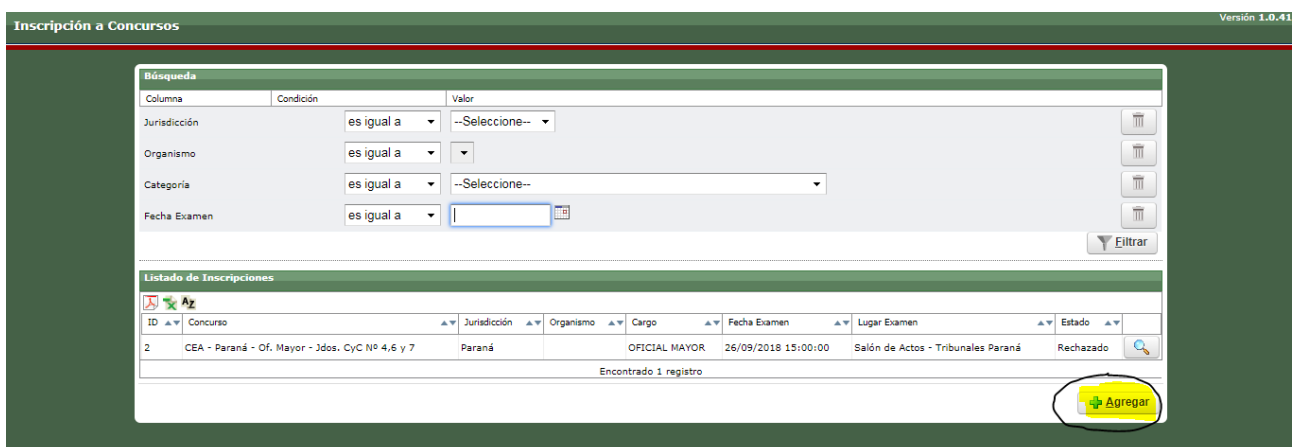 Versión 1.0.41
Inscripción a Concursos
Búsqueda
Columna Condición Valor
Jurisdicción es igual a --Seleccione--
Organismo es igual a
Categoría es igual a --Seleccione--
Fecha Examen es igual a
Filtrar
Listado de Inscripciones
AZ
ID Concurso Jurisdicción Organismo Cargo Fecha Examen Lugar Examen Estado
2 CEA - Paraná - Of. Mayor - Jdos. CyC Nº 4,6 y 7 Paraná OFICIAL MAYOR 26/09/2018 15:00:00 Salón de Actos - Tribunales Paraná Rechazado
Encontrado 1 registro
Agregar